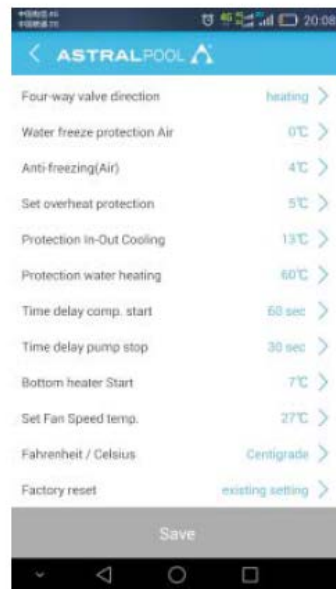 20:08
ASTRALPOOL
Four-way valve direction heating
Water freeze protection Air 0℃
Anti-freezing(Air) 4℃
Set overheat protection 5℃
Protection In-Out Cooling 13℃
Protection water heating 60℃
Time delay comp. start 60 sec
Time delay pump stop 30 sec
Bottom heater Start 7℃
Set Fan Speed temp. 27℃
Fahrenheit / Celsius Centigrade
Factory reset existing setting
Save